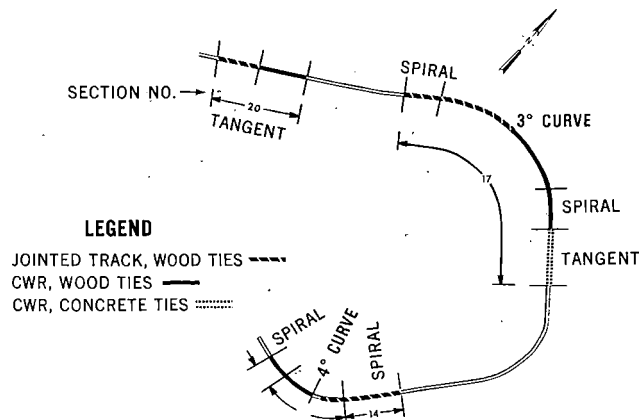 SPIRAL
SECTION NO.
20
TANGENT
3° CURVE
17
SPIRAL
LEGEND
TANGENT
JOINTED TRACK, WOOD TIES
CWR, WOOD TIES
CWR, CONCRETE TIES
SPIRAL
4° CURVE
SPIRAL
14